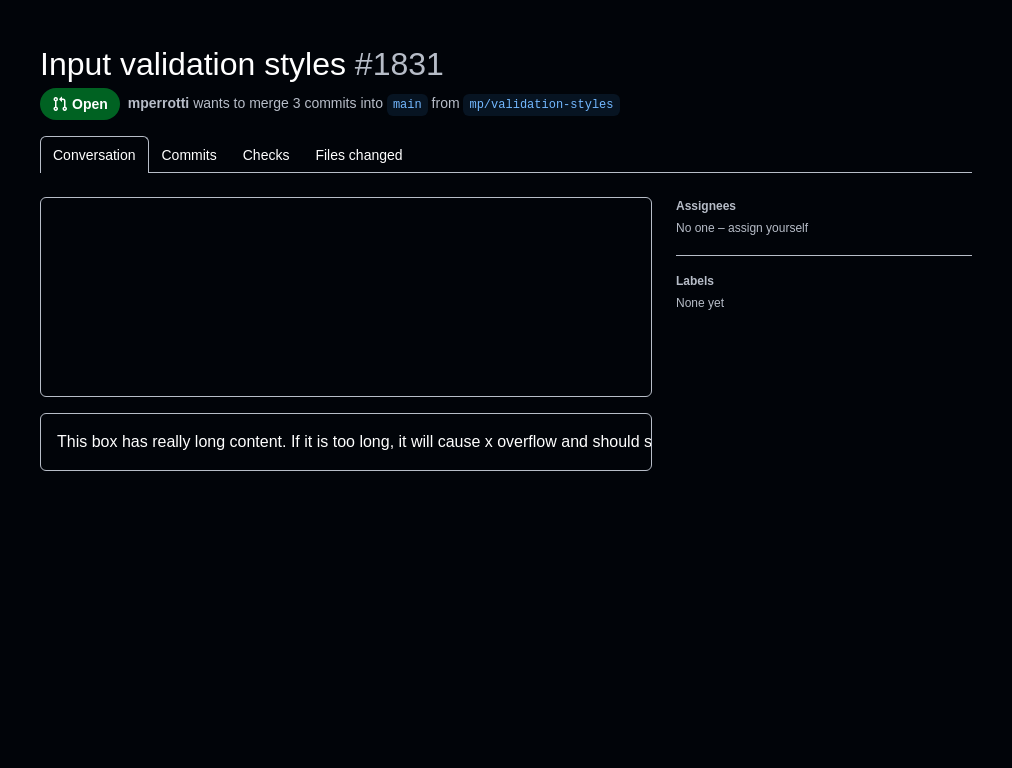 Input validation styles #1831
Open mperrotti wants to merge 3 commits into main from mp/validation-styles
Conversation Commits Checks Files changed
Assignees
No one – assign yourself
Labels
None yet
This box has really long content. If it is too long, it will cause x overflow and should s